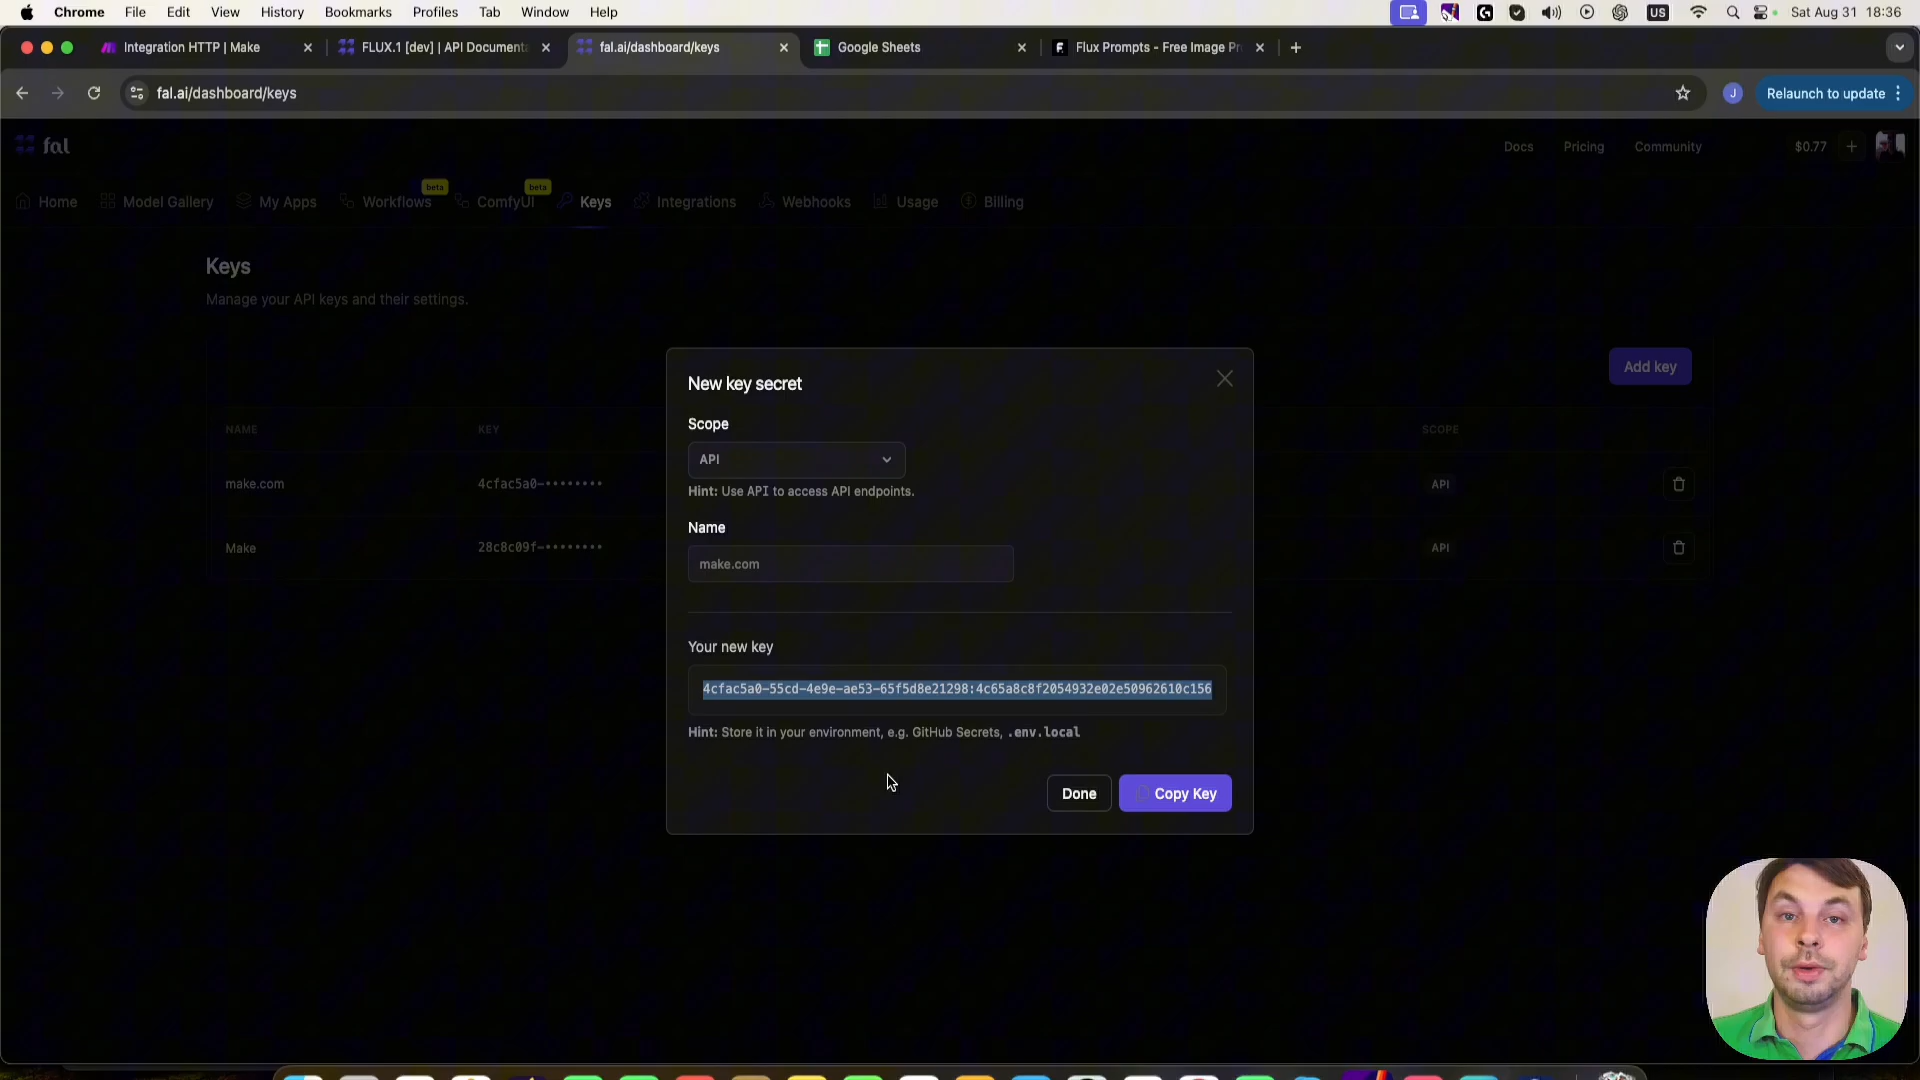 Chrome File Edit View History Bookmarks Profiles Tab Window Help US Sat Aug 31 18:36
Integration HTTP | Make FLUX.1 [dev] | API Documenta fal.ai/dashboard/keys Google Sheets Flux Prompts - Free Image Pr
fal.ai/dashboard/keys J Relaunch to update
fal Docs Pricing Community $0.77
beta beta
Home Model Gallery My Apps Workflows ComfyUI Keys Integrations Webhooks Usage Billing
Keys
Manage your API keys and their settings.
Add key
NAME KEY SCOPE
make.com 4cfac5a0-•••••••• API
Make 28c8c09f-•••••••• API
New key secret
Scope
API
Hint: Use API to access API endpoints.
Name
make.com
Your new key
4cfac5a0-55cd-4e9e-ae53-65f5d8e21298:4c65a8c8f2054932e02e50962610c156
Hint: Store it in your environment, e.g. GitHub Secrets, .env.local
Done Copy Key